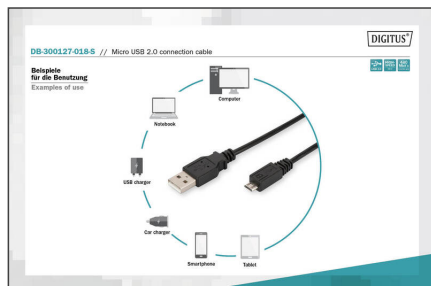 DIGITUS®
DB-300127-018-S // Micro USB 2.0 connection cable
Beispiele
für die Benutzung
Examples of use
Computer
Notebook
USB charger
Car charger
Smartphone
Tablet